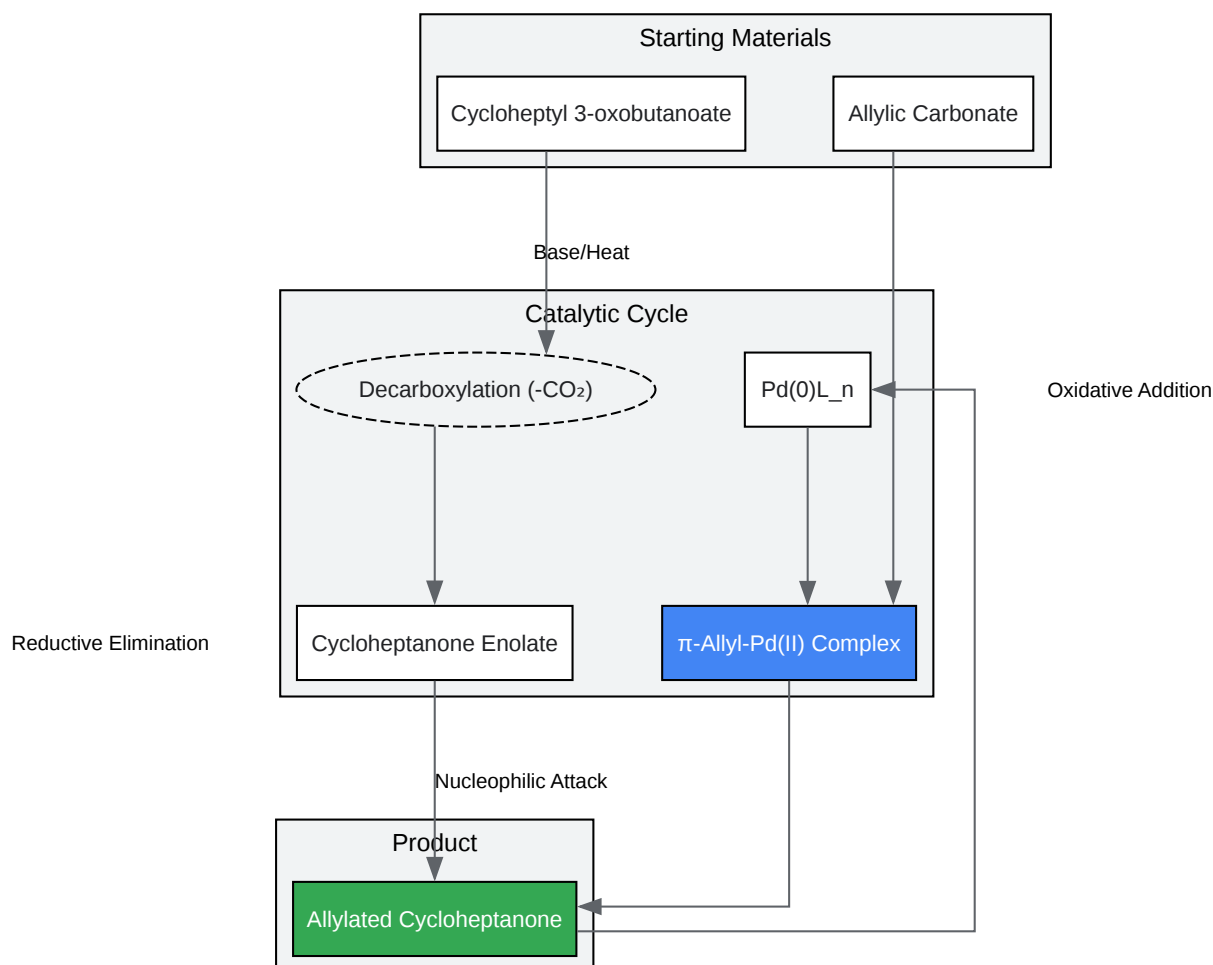 Starting Materials
Cycloheptyl 3-oxobutanoate
Allylic Carbonate
Base/Heat
Catalytic Cycle
Decarboxylation (-CO₂)
Pd(0)L_n
Oxidative Addition
Reductive Elimination
Cycloheptanone Enolate
π-Allyl-Pd(II) Complex
Nucleophilic Attack
Product
Allylated Cycloheptanone